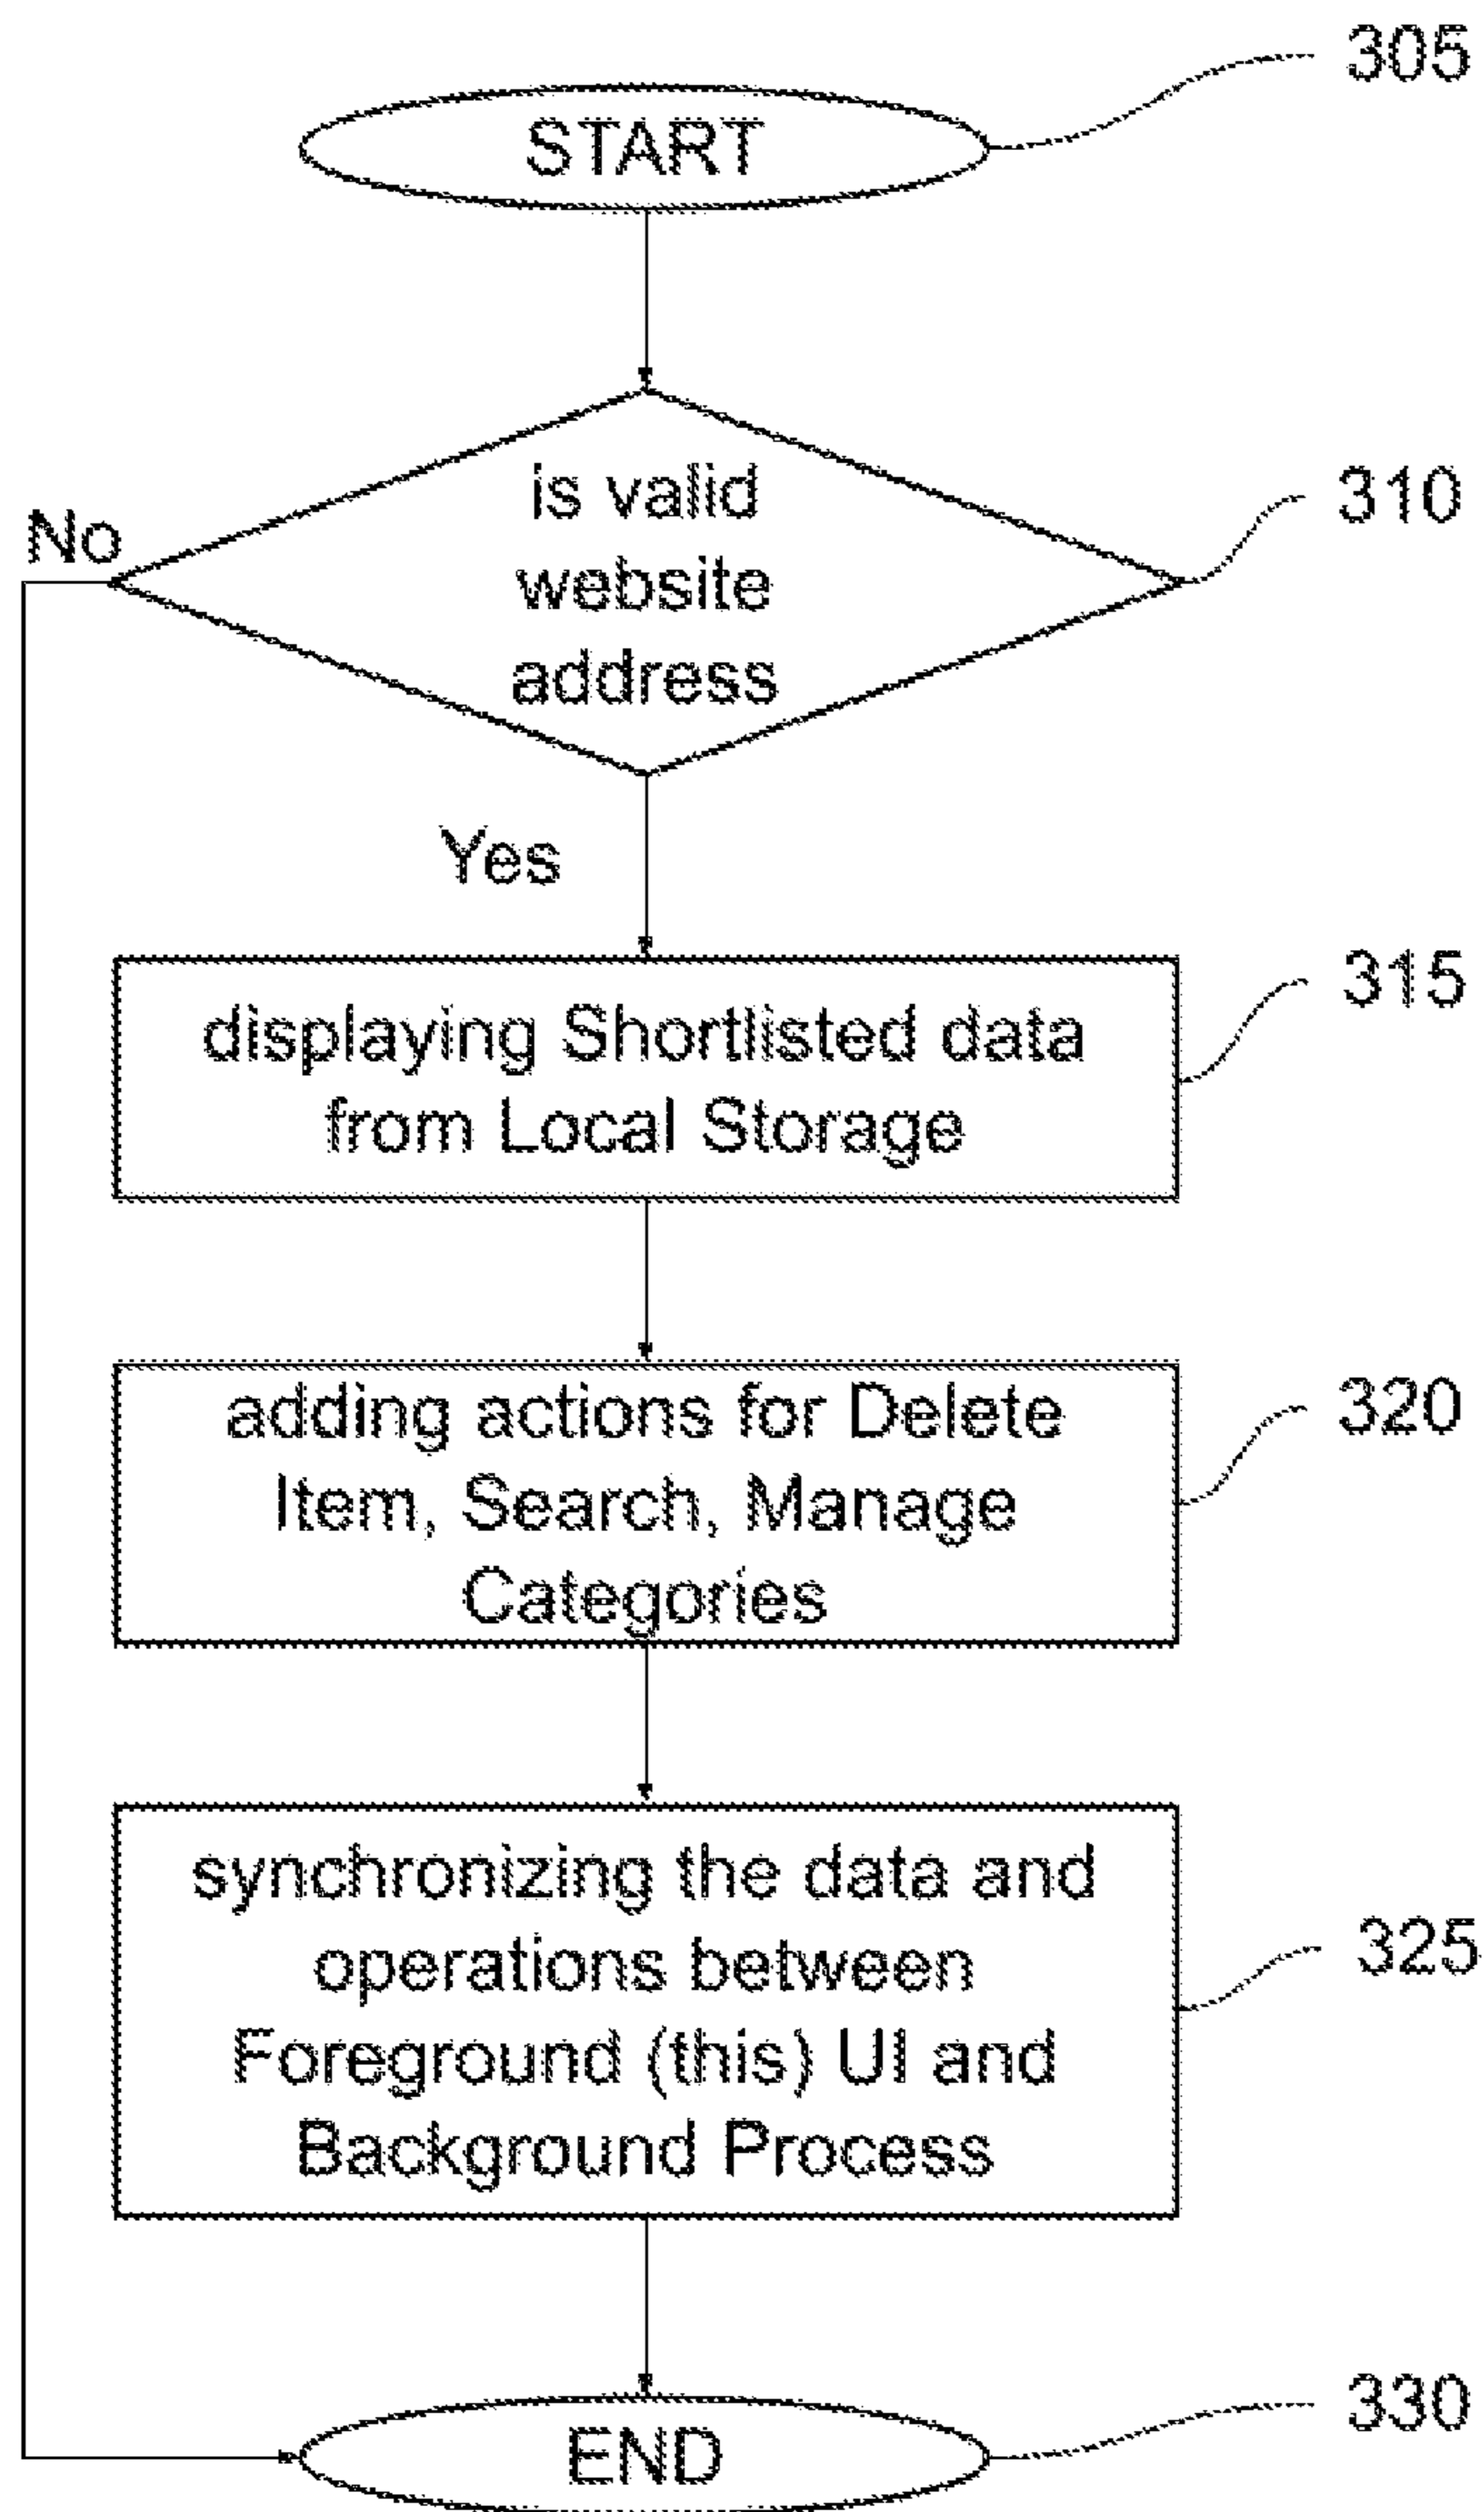 305
START
310
is valid
No
website
address
Yes
315
displaying Shortlisted data
from Local Storage
320
adding actions for Delete
Item, Search, Manage
Categories
325
synchronizing the data and
operations between
Foreground (this) UI and
Background Process
330
END